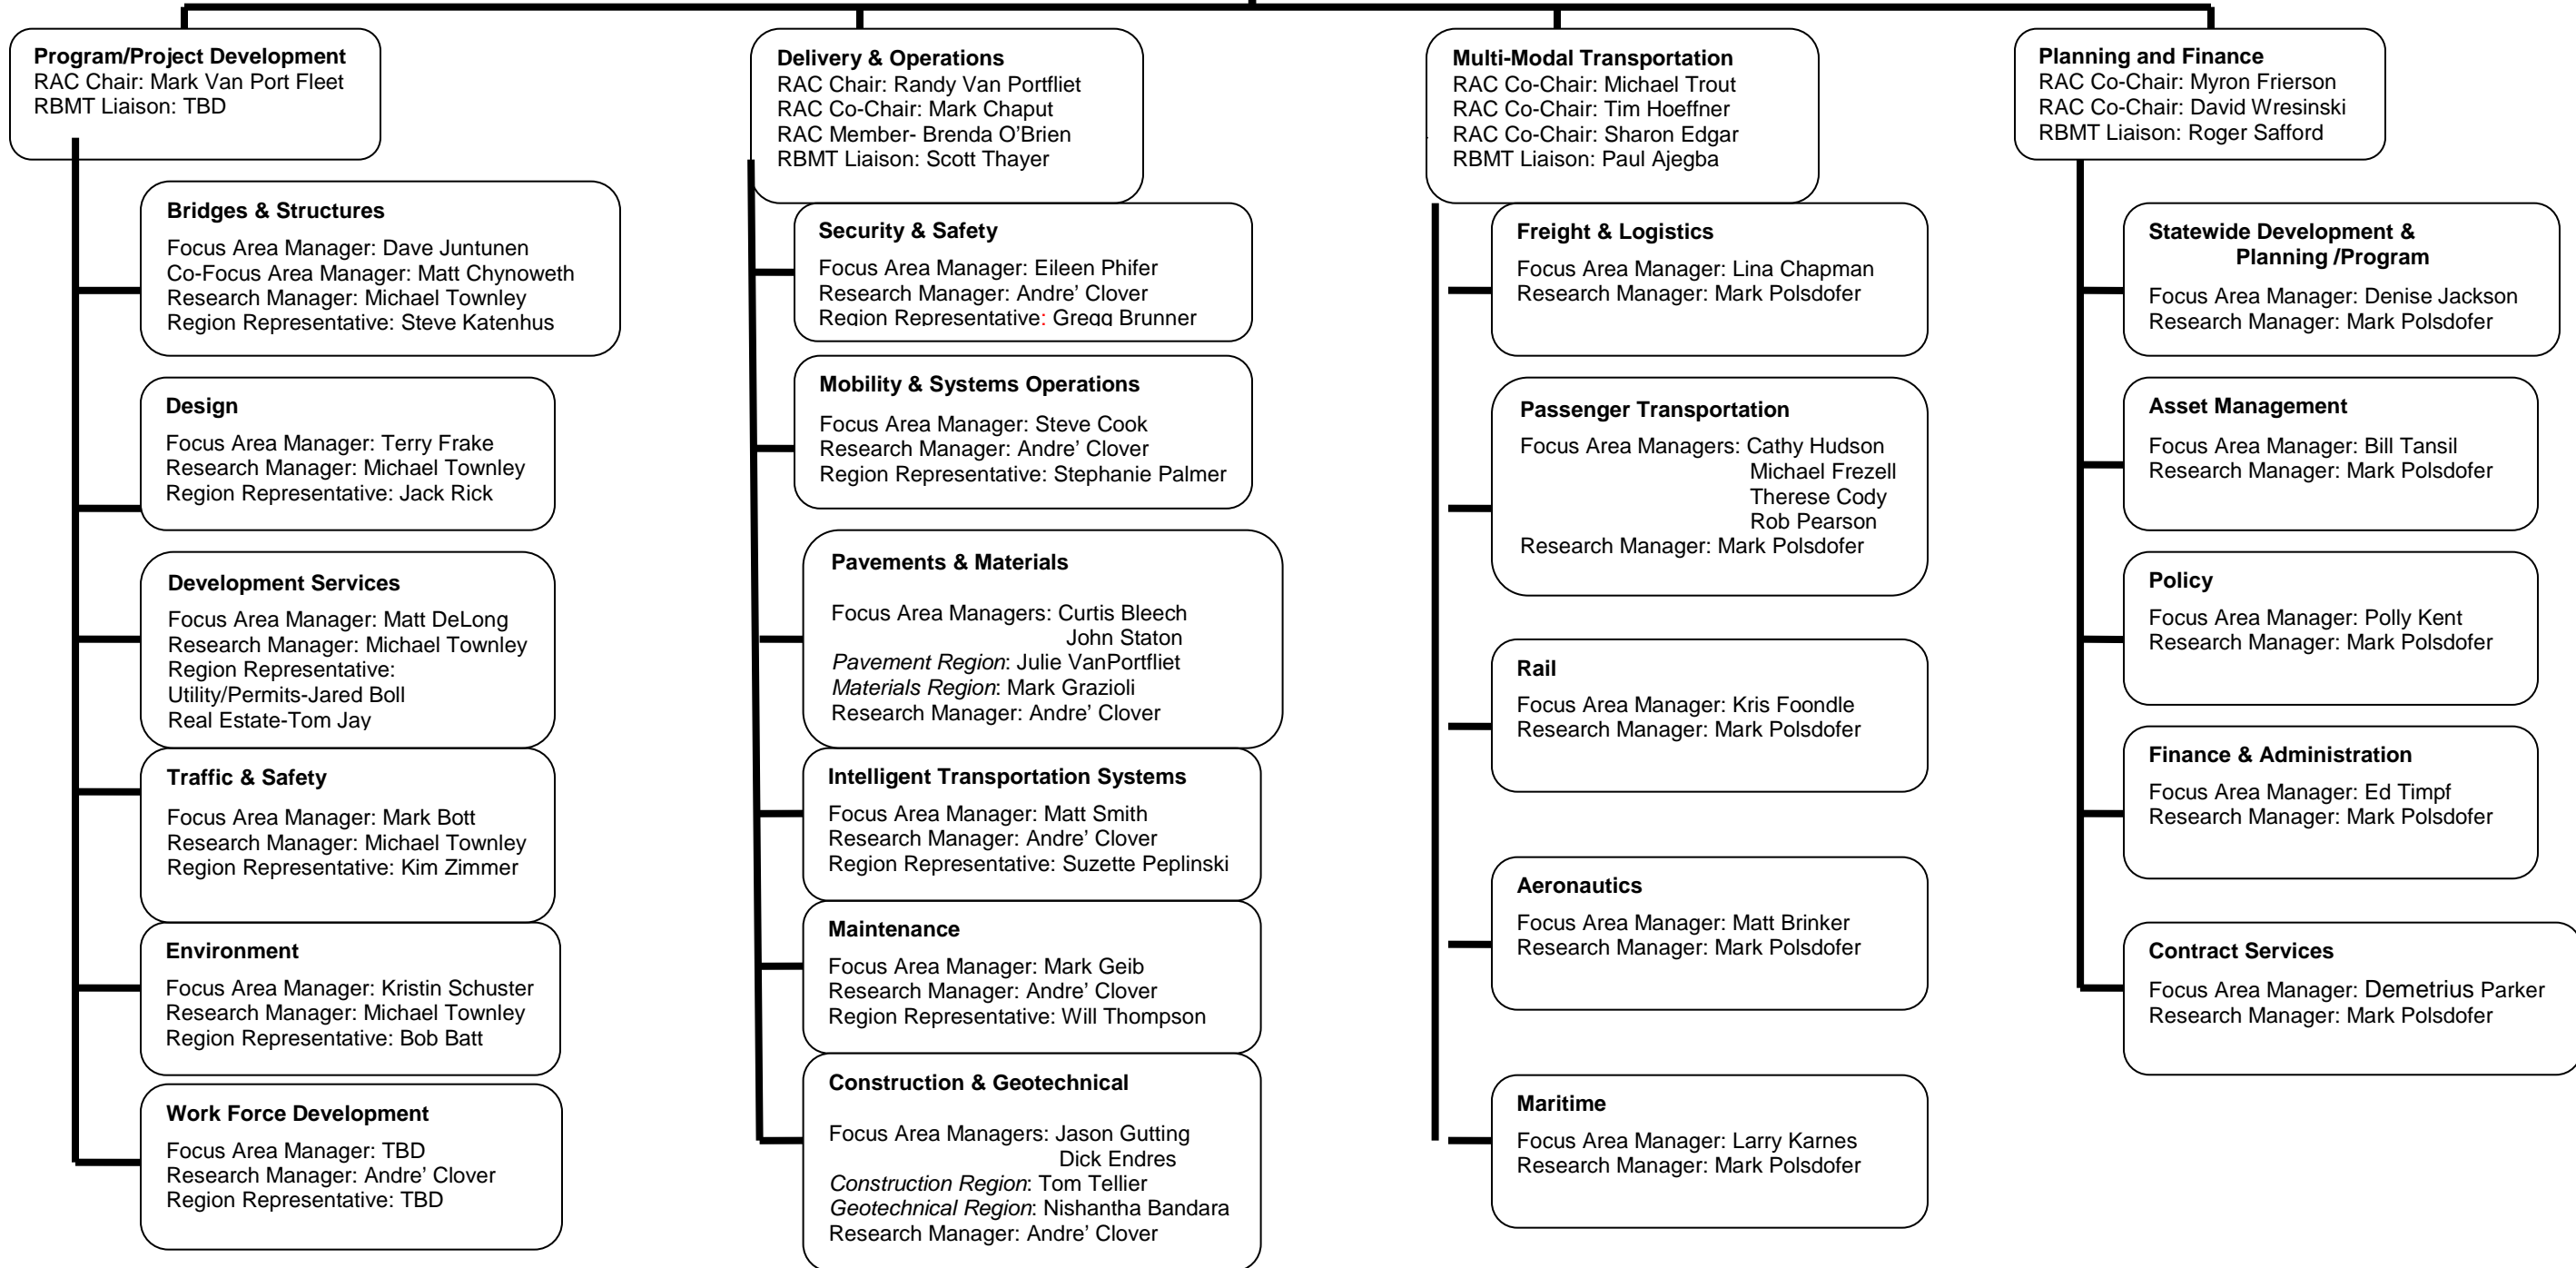 Program/Project Development
RAC Chair: Mark Van Port Fleet
RBMT Liaison: TBD
Bridges & Structures
Focus Area Manager: Dave Juntunen
Co-Focus Area Manager: Matt Chynoweth
Research Manager: Michael Townley
Region Representative: Steve Katenhus
Design
Focus Area Manager: Terry Frake
Research Manager: Michael Townley
Region Representative: Jack Rick
Development Services
Focus Area Manager: Matt DeLong
Research Manager: Michael Townley
Region Representative:
Utility/Permits-Jared Boll
Real Estate-Tom Jay
Traffic & Safety
Focus Area Manager: Mark Bott
Research Manager: Michael Townley
Region Representative: Kim Zimmer
Environment
Focus Area Manager: Kristin Schuster
Research Manager: Michael Townley
Region Representative: Bob Batt
Work Force Development
Focus Area Manager: TBD
Research Manager: Andre’ Clover
Region Representative: TBD
Delivery & Operations
RAC Chair: Randy Van Portfliet
RAC Co-Chair: Mark Chaput
RAC Member- Brenda O’Brien
RBMT Liaison: Scott Thayer
Security & Safety
Focus Area Manager: Eileen Phifer
Research Manager: Andre’ Clover
Region Representative: Gregg Brunner
Mobility & Systems Operations
Focus Area Manager: Steve Cook
Research Manager: Andre’ Clover
Region Representative: Stephanie Palmer
Pavements & Materials
Focus Area Managers: Curtis Bleech
John Staton
Pavement Region: Julie VanPortfliet
Materials Region: Mark Grazioli
Research Manager: Andre’ Clover
Intelligent Transportation Systems
Focus Area Manager: Matt Smith
Research Manager: Andre’ Clover
Region Representative: Suzette Peplinski
Maintenance
Focus Area Manager: Mark Geib
Research Manager: Andre’ Clover
Region Representative: Will Thompson
Construction & Geotechnical
Focus Area Managers: Jason Gutting
Dick Endres
Construction Region: Tom Tellier
Geotechnical Region: Nishantha Bandara
Research Manager: Andre’ Clover
Multi-Modal Transportation
RAC Co-Chair: Michael Trout
RAC Co-Chair: Tim Hoeffner
RAC Co-Chair: Sharon Edgar
RBMT Liaison: Paul Ajegba
Freight & Logistics
Focus Area Manager: Lina Chapman
Research Manager: Mark Polsdofer
Passenger Transportation
Focus Area Managers: Cathy Hudson
Michael Frezell
Therese Cody
Rob Pearson
Research Manager: Mark Polsdofer
Rail
Focus Area Manager: Kris Foondle
Research Manager: Mark Polsdofer
Aeronautics
Focus Area Manager: Matt Brinker
Research Manager: Mark Polsdofer
Maritime
Focus Area Manager: Larry Karnes
Research Manager: Mark Polsdofer
Planning and Finance
RAC Co-Chair: Myron Frierson
RAC Co-Chair: David Wresinski
RBMT Liaison: Roger Safford
Statewide Development &
Planning /Program
Focus Area Manager: Denise Jackson
Research Manager: Mark Polsdofer
Asset Management
Focus Area Manager: Bill Tansil
Research Manager: Mark Polsdofer
Policy
Focus Area Manager: Polly Kent
Research Manager: Mark Polsdofer
Finance & Administration
Focus Area Manager: Ed Timpf
Research Manager: Mark Polsdofer
Contract Services
Focus Area Manager: Demetrius Parker
Research Manager: Mark Polsdofer